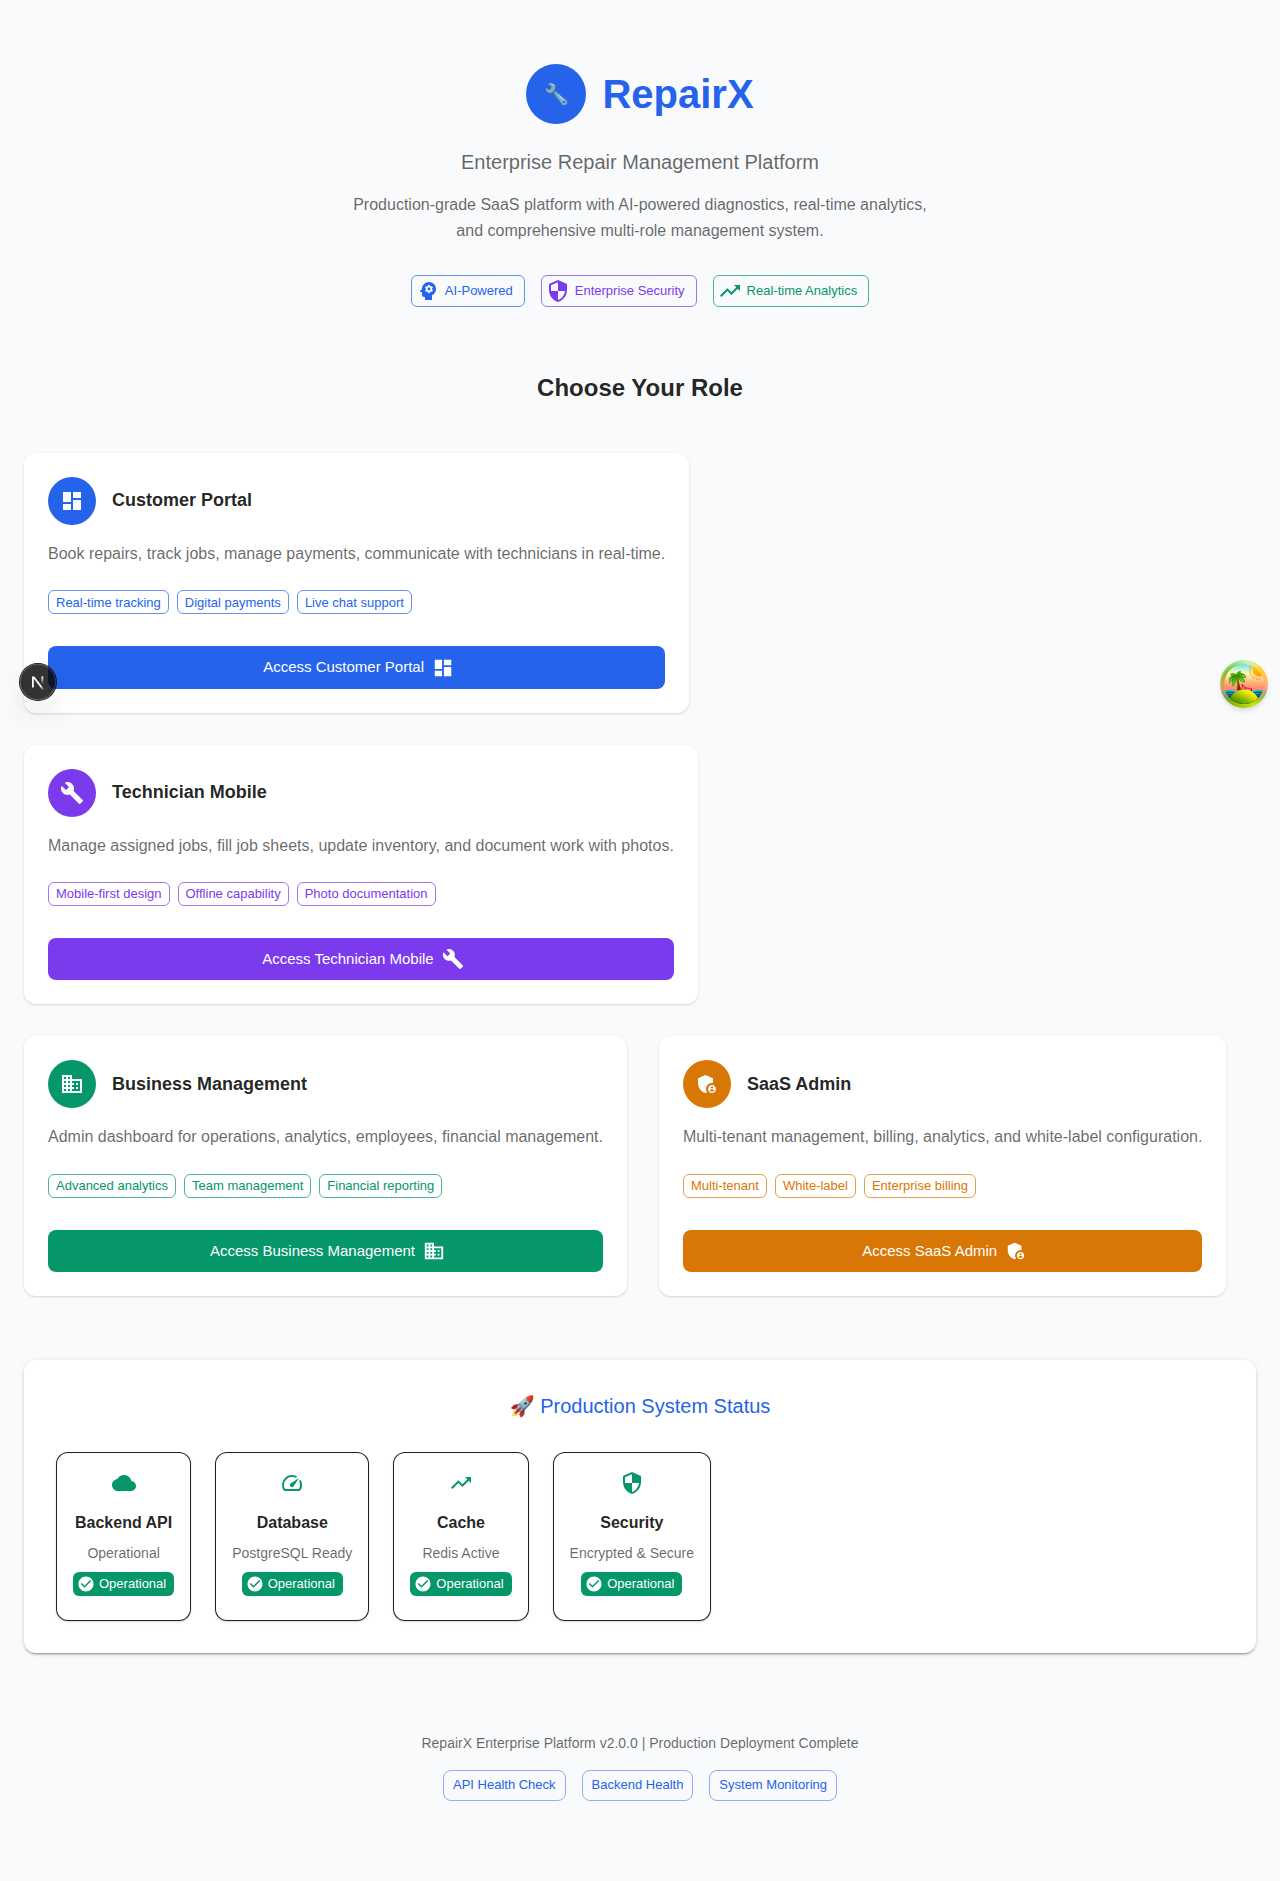 RepairX
Enterprise Repair Management Platform
Production-grade SaaS platform with AI-powered diagnostics, real-time analytics,
and comprehensive multi-role management system.
AI-Powered
Enterprise Security
Real-time Analytics
Choose Your Role
Customer Portal
Book repairs, track jobs, manage payments, communicate with technicians in real-time.
Real-time tracking
Digital payments
Live chat support
Access Customer Portal
N
Technician Mobile
Manage assigned jobs, fill job sheets, update inventory, and document work with photos.
Mobile-first design
Offline capability
Photo documentation
Access Technician Mobile
Business Management
Admin dashboard for operations, analytics, employees, financial management.
Advanced analytics
Team management
Financial reporting
Access Business Management
SaaS Admin
Multi-tenant management, billing, analytics, and white-label configuration.
Multi-tenant
White-label
Enterprise billing
Access SaaS Admin
🚀 Production System Status
Backend API
Operational
Operational
Database
PostgreSQL Ready
Operational
Cache
Redis Active
Operational
Security
Encrypted & Secure
Operational
RepairX Enterprise Platform v2.0.0 | Production Deployment Complete
API Health Check
Backend Health
System Monitoring